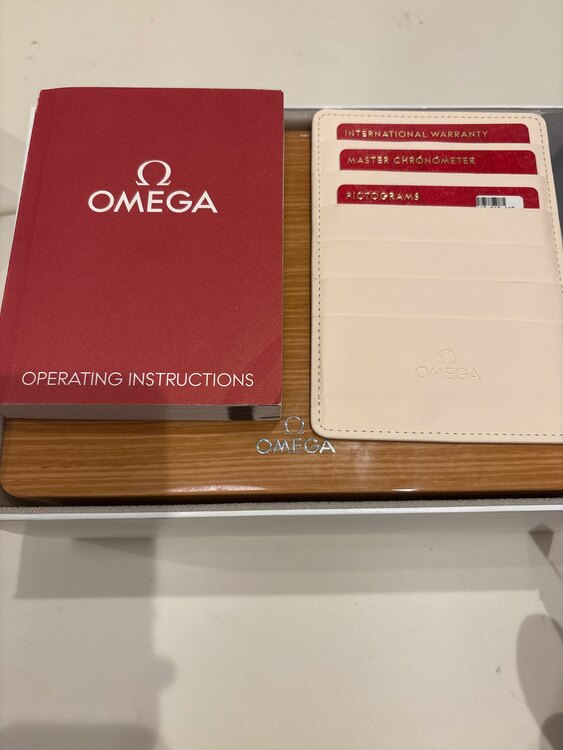 Ω
OMEGA
OPERATING INSTRUCTIONS
INTERNATIONAL WARRANTY
MASTER CHRONOMETER
PICTOGRAMS
Ω
OMEGA
Ω
OMEGA